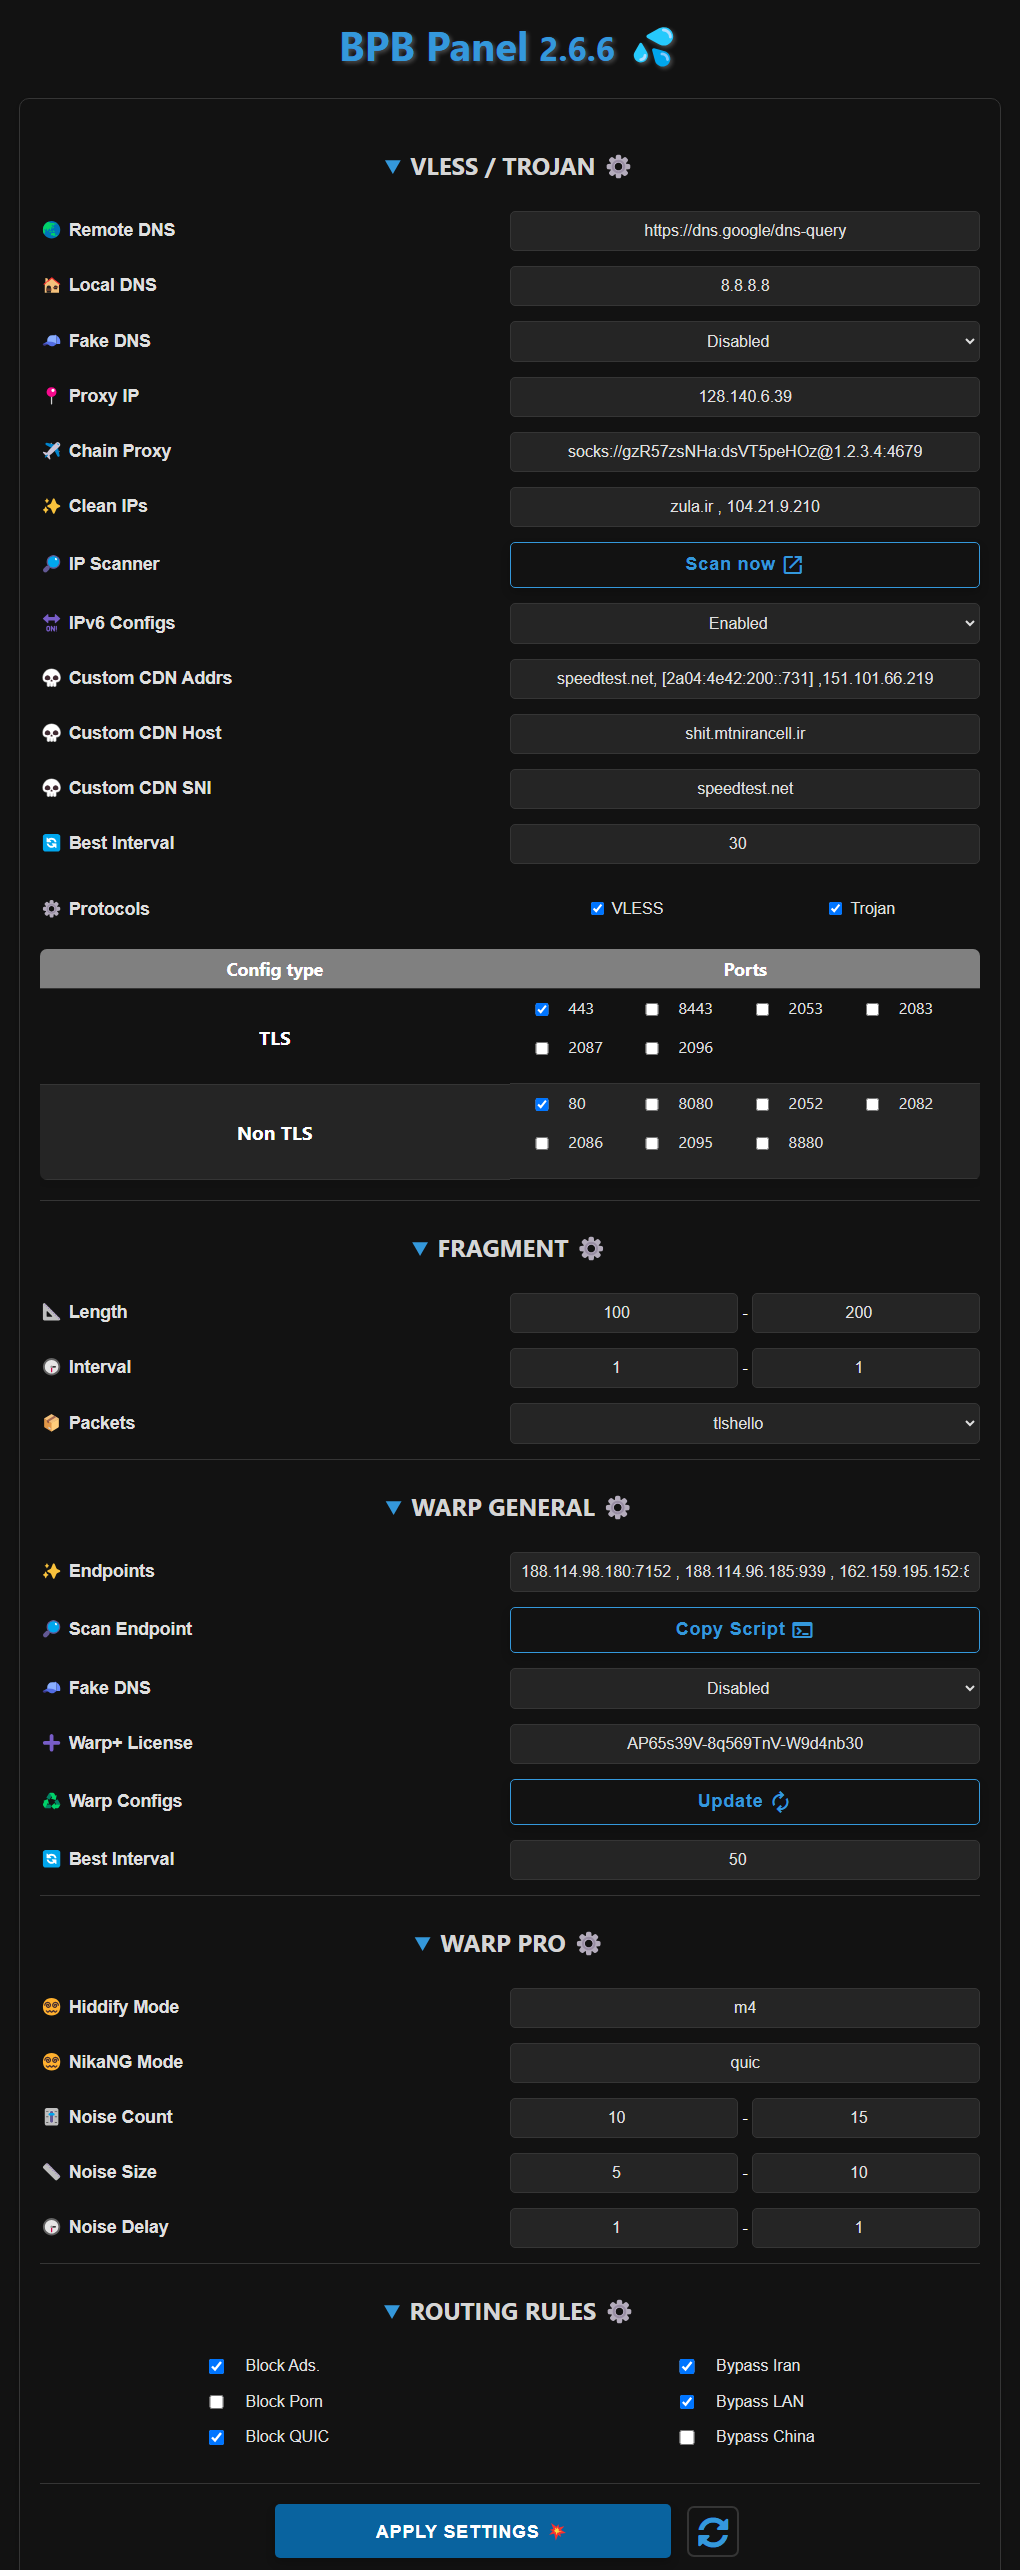 BPB Panel 2.6.6 💦
▼ VLESS / TROJAN ⚙️
🌏 Remote DNS https://dns.google/dns-query
🏚️ Local DNS 8.8.8.8
🧢 Fake DNS Disabled
📍 Proxy IP 128.140.6.39
✈️ Chain Proxy socks://gzR57zsNHa:dsVT5peHOz@1.2.3.4:4679
✨ Clean IPs zula.ir , 104.21.9.210
🔎 IP Scanner Scan now
🔛 IPv6 Configs Enabled
💀 Custom CDN Addrs speedtest.net, [2a04:4e42:200::731] ,151.101.66.219
💀 Custom CDN Host shit.mtnirancell.ir
💀 Custom CDN SNI speedtest.net
🔄 Best Interval 30
⚙️ Protocols VLESS Trojan
Config type Ports
TLS
443 8443 2053 2083
2087 2096
Non TLS
80 8080 2052 2082
2086 2095 8880
▼ FRAGMENT ⚙️
📐 Length 100 - 200
🕞 Interval 1 - 1
📦 Packets tlshello
▼ WARP GENERAL ⚙️
✨ Endpoints 188.114.98.180:7152 , 188.114.96.185:939 , 162.159.195.152:8
🔎 Scan Endpoint Copy Script
🧢 Fake DNS Disabled
➕ Warp+ License AP65s39V-8q569TnV-W9d4nb30
♻️ Warp Configs Update
🔄 Best Interval 50
▼ WARP PRO ⚙️
😵‍💫 Hiddify Mode m4
😵‍💫 NikaNG Mode quic
🎚️ Noise Count 10 - 15
📏 Noise Size 5 - 10
🕞 Noise Delay 1 - 1
▼ ROUTING RULES ⚙️
Block Ads. Bypass Iran
Block Porn Bypass LAN
Block QUIC Bypass China
APPLY SETTINGS 💥